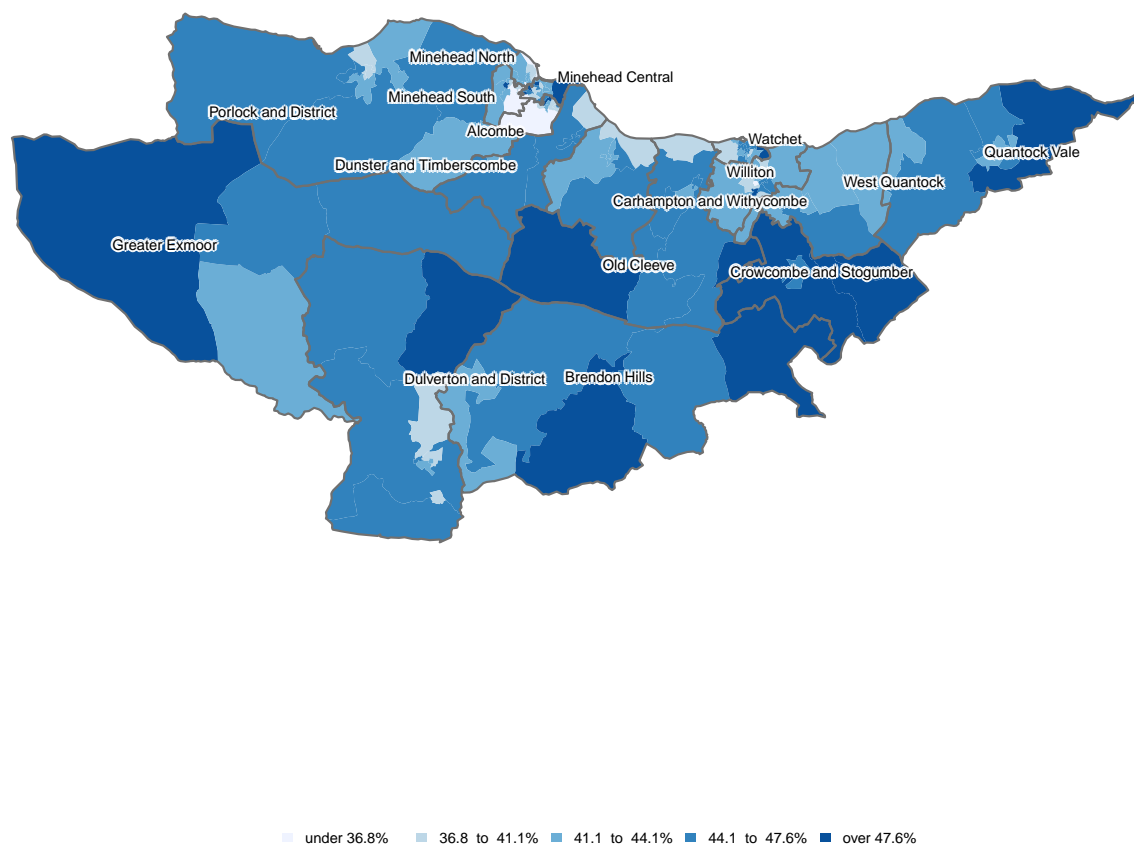 Minehead North
Minehead Central
Minehead South
Porlock and District
Alcombe
Watchet
Quantock Vale
Dunster and Timberscombe
Williton
West Quantock
Carhampton and Withycombe
Greater Exmoor
Old Cleeve
Crowcombe and Stogumber
Dulverton and District
Brendon Hills
under 36.8% 36.8 to 41.1% 41.1 to 44.1% 44.1 to 47.6% over 47.6%